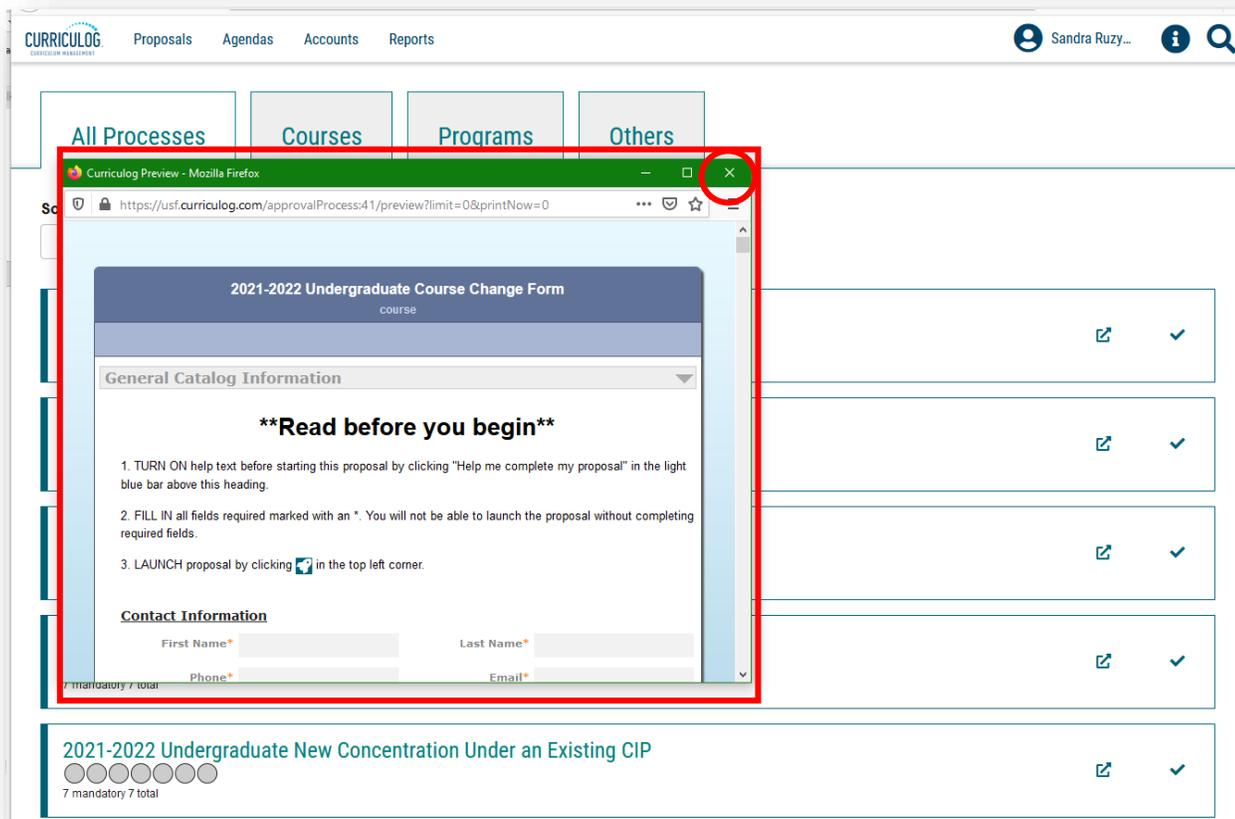 CURRICULOG
CURRICULUM MANAGEMENT
Proposals Agendas Accounts Reports
Sandra Ruzy...
All Processes Courses Programs Others
Curriculog Preview - Mozilla Firefox
So
https://usf.curriculog.com/approvalProcess:41/preview?limit=0&printNow=0
2021-2022 Undergraduate Course Change Form
course
General Catalog Information
**Read before you begin**
1. TURN ON help text before starting this proposal by clicking "Help me complete my proposal" in the light
blue bar above this heading.
2. FILL IN all fields required marked with an *. You will not be able to launch the proposal without completing
required fields.
3. LAUNCH proposal by clicking in the top left corner.
Contact Information
First Name* Last Name*
Phone* Email*
7 mandatory 7 total
2021-2022 Undergraduate New Concentration Under an Existing CIP
7 mandatory 7 total